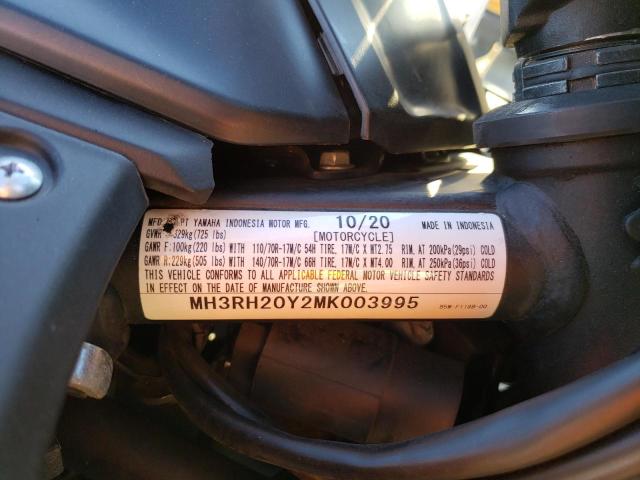 MFD PT YAMAHA INDONESIA MOTOR MFG. 10/20 MADE IN INDONESIA
GVWR 329kg(725 lbs) [MOTORCYCLE]
GAWR F:100kg(220 lbs)WITH 110/70R-17M/C 54H TIRE, 17M/C X MT2.75 RIM, AT 200kPa(29psi) COLD
GAWR R:229kg(505 lbs)WITH 140/70R-17M/C 66H TIRE, 17M/C X MT4.00 RIM, AT 250kPa(36psi) COLD
THIS VEHICLE CONFORMS TO ALL APPLICABLE FEDERAL MOTOR VEHICLE SAFETY STANDARDS
IN EFFECT ON THE DATE OF MANUFACTURE SHOWN ABOVE.
MH3RH20Y2MK003995